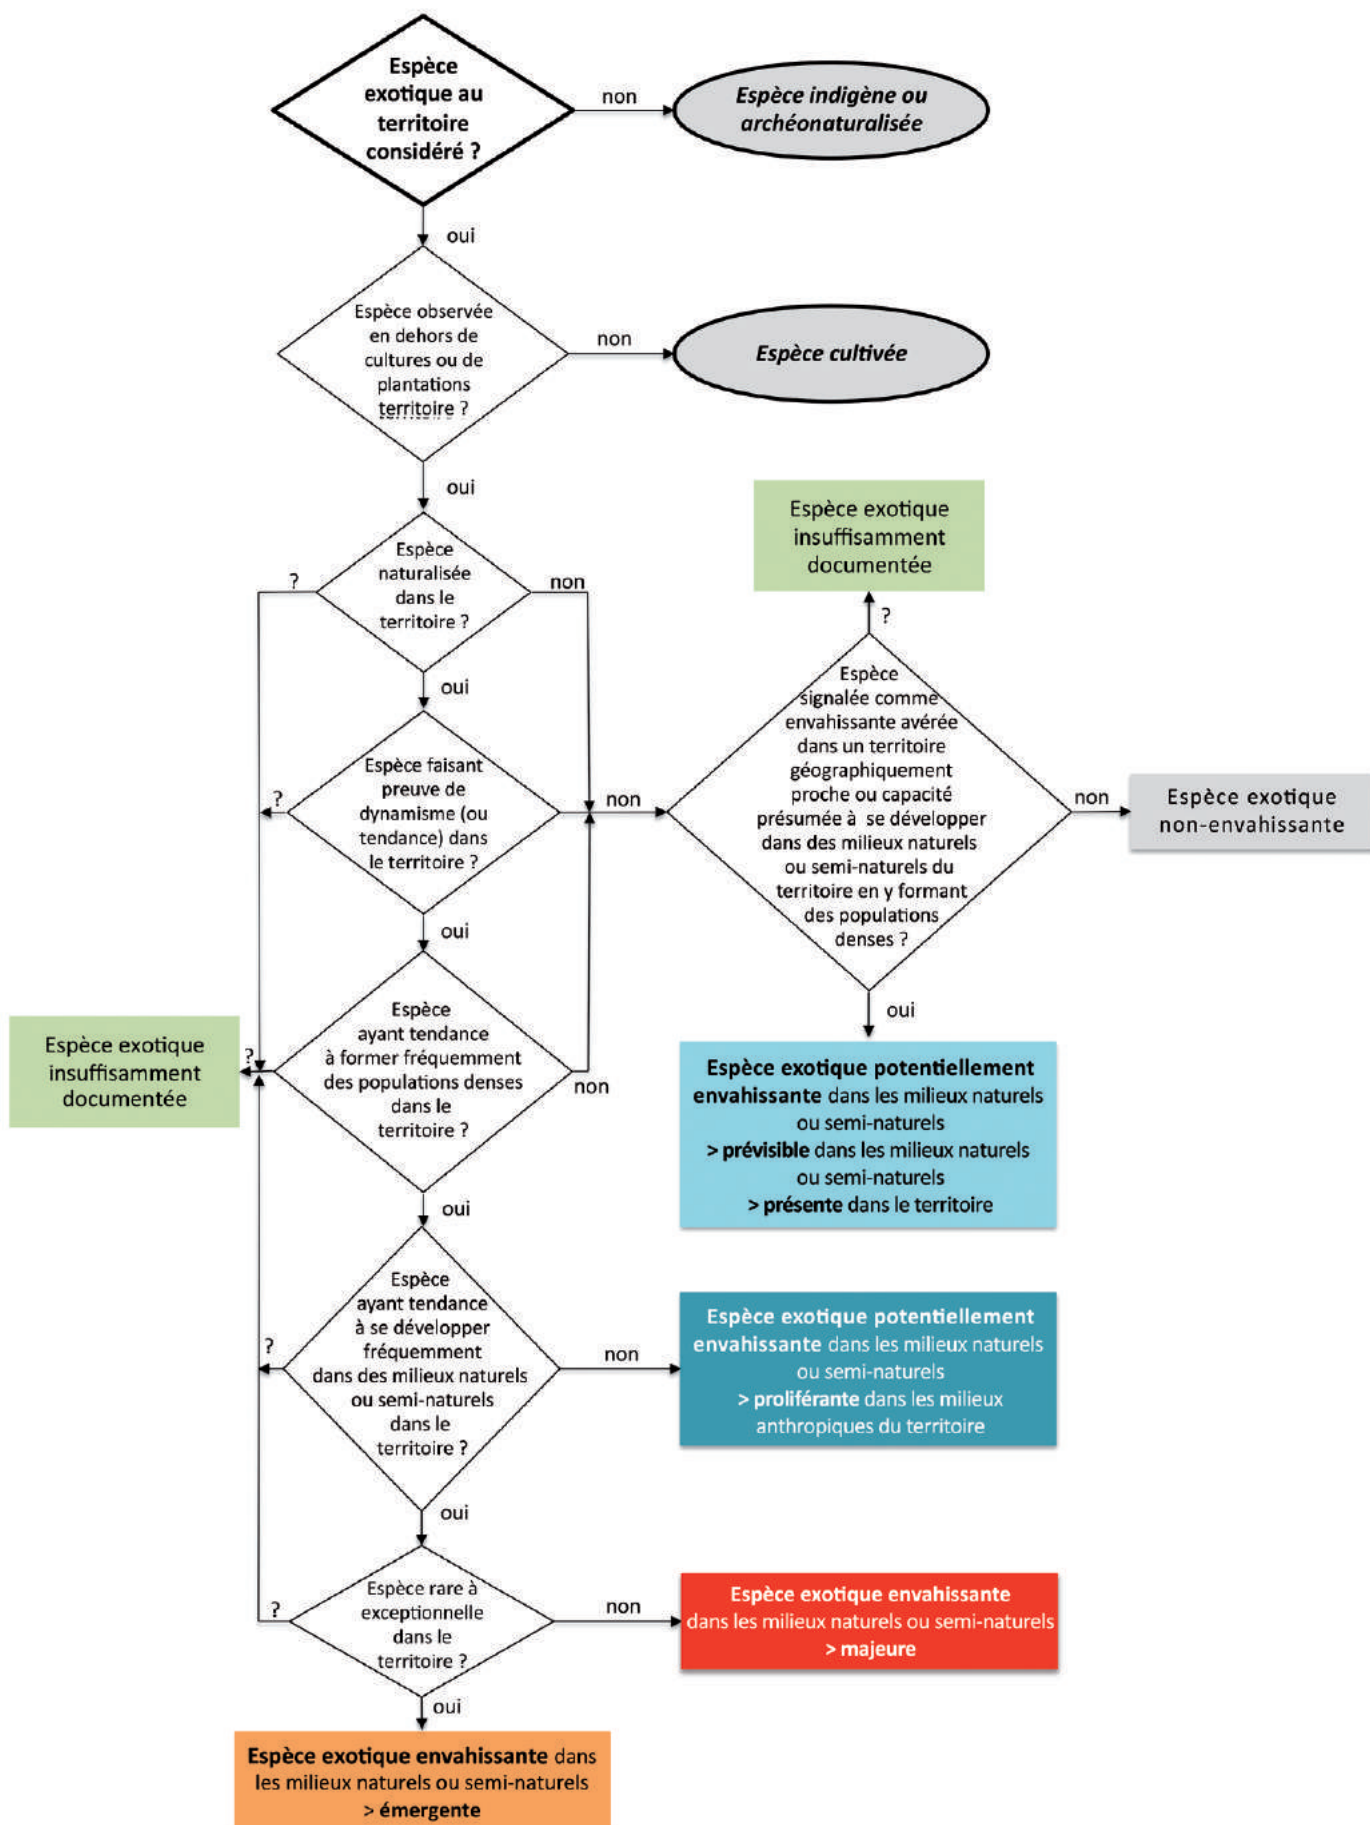 Espèce
exotique au
territoire
considéré ?
non
Espèce indigène ou
archéonaturalisée
oui
Espèce observée
en dehors de
cultures ou de
plantations
territoire ?
non
Espèce cultivée
oui
Espèce
naturalisée
dans le
territoire ?
?
non
Espèce exotique
insuffisamment
documentée
?
oui
Espèce faisant
preuve de
dynamisme (ou
tendance) dans
le territoire ?
?
non
Espèce
signalée comme
envahissante avérée
dans un territoire
géographiquement
proche ou capacité
présumée à se développer
dans des milieux naturels
ou semi-naturels du
territoire en y formant
des populations
denses ?
non
Espèce exotique
non-envahissante
oui
Espèce
ayant tendance
à former fréquemment
des populations denses
dans le
territoire ?
?
non
Espèce exotique
insuffisamment
documentée
oui
Espèce exotique potentiellement
envahissante dans les milieux naturels
ou semi-naturels
> prévisible dans les milieux naturels
ou semi-naturels
> présente dans le territoire
oui
Espèce
ayant tendance
à se développer
fréquemment
dans des milieux naturels
ou semi-naturels
dans le
territoire ?
?
non
Espèce exotique potentiellement
envahissante dans les milieux naturels
ou semi-naturels
> proliférante dans les milieux
anthropiques du territoire
oui
Espèce rare à
exceptionnelle
dans le
territoire ?
?
non
Espèce exotique envahissante
dans les milieux naturels ou semi-naturels
> majeure
oui
Espèce exotique envahissante dans
les milieux naturels ou semi-naturels
> émergente